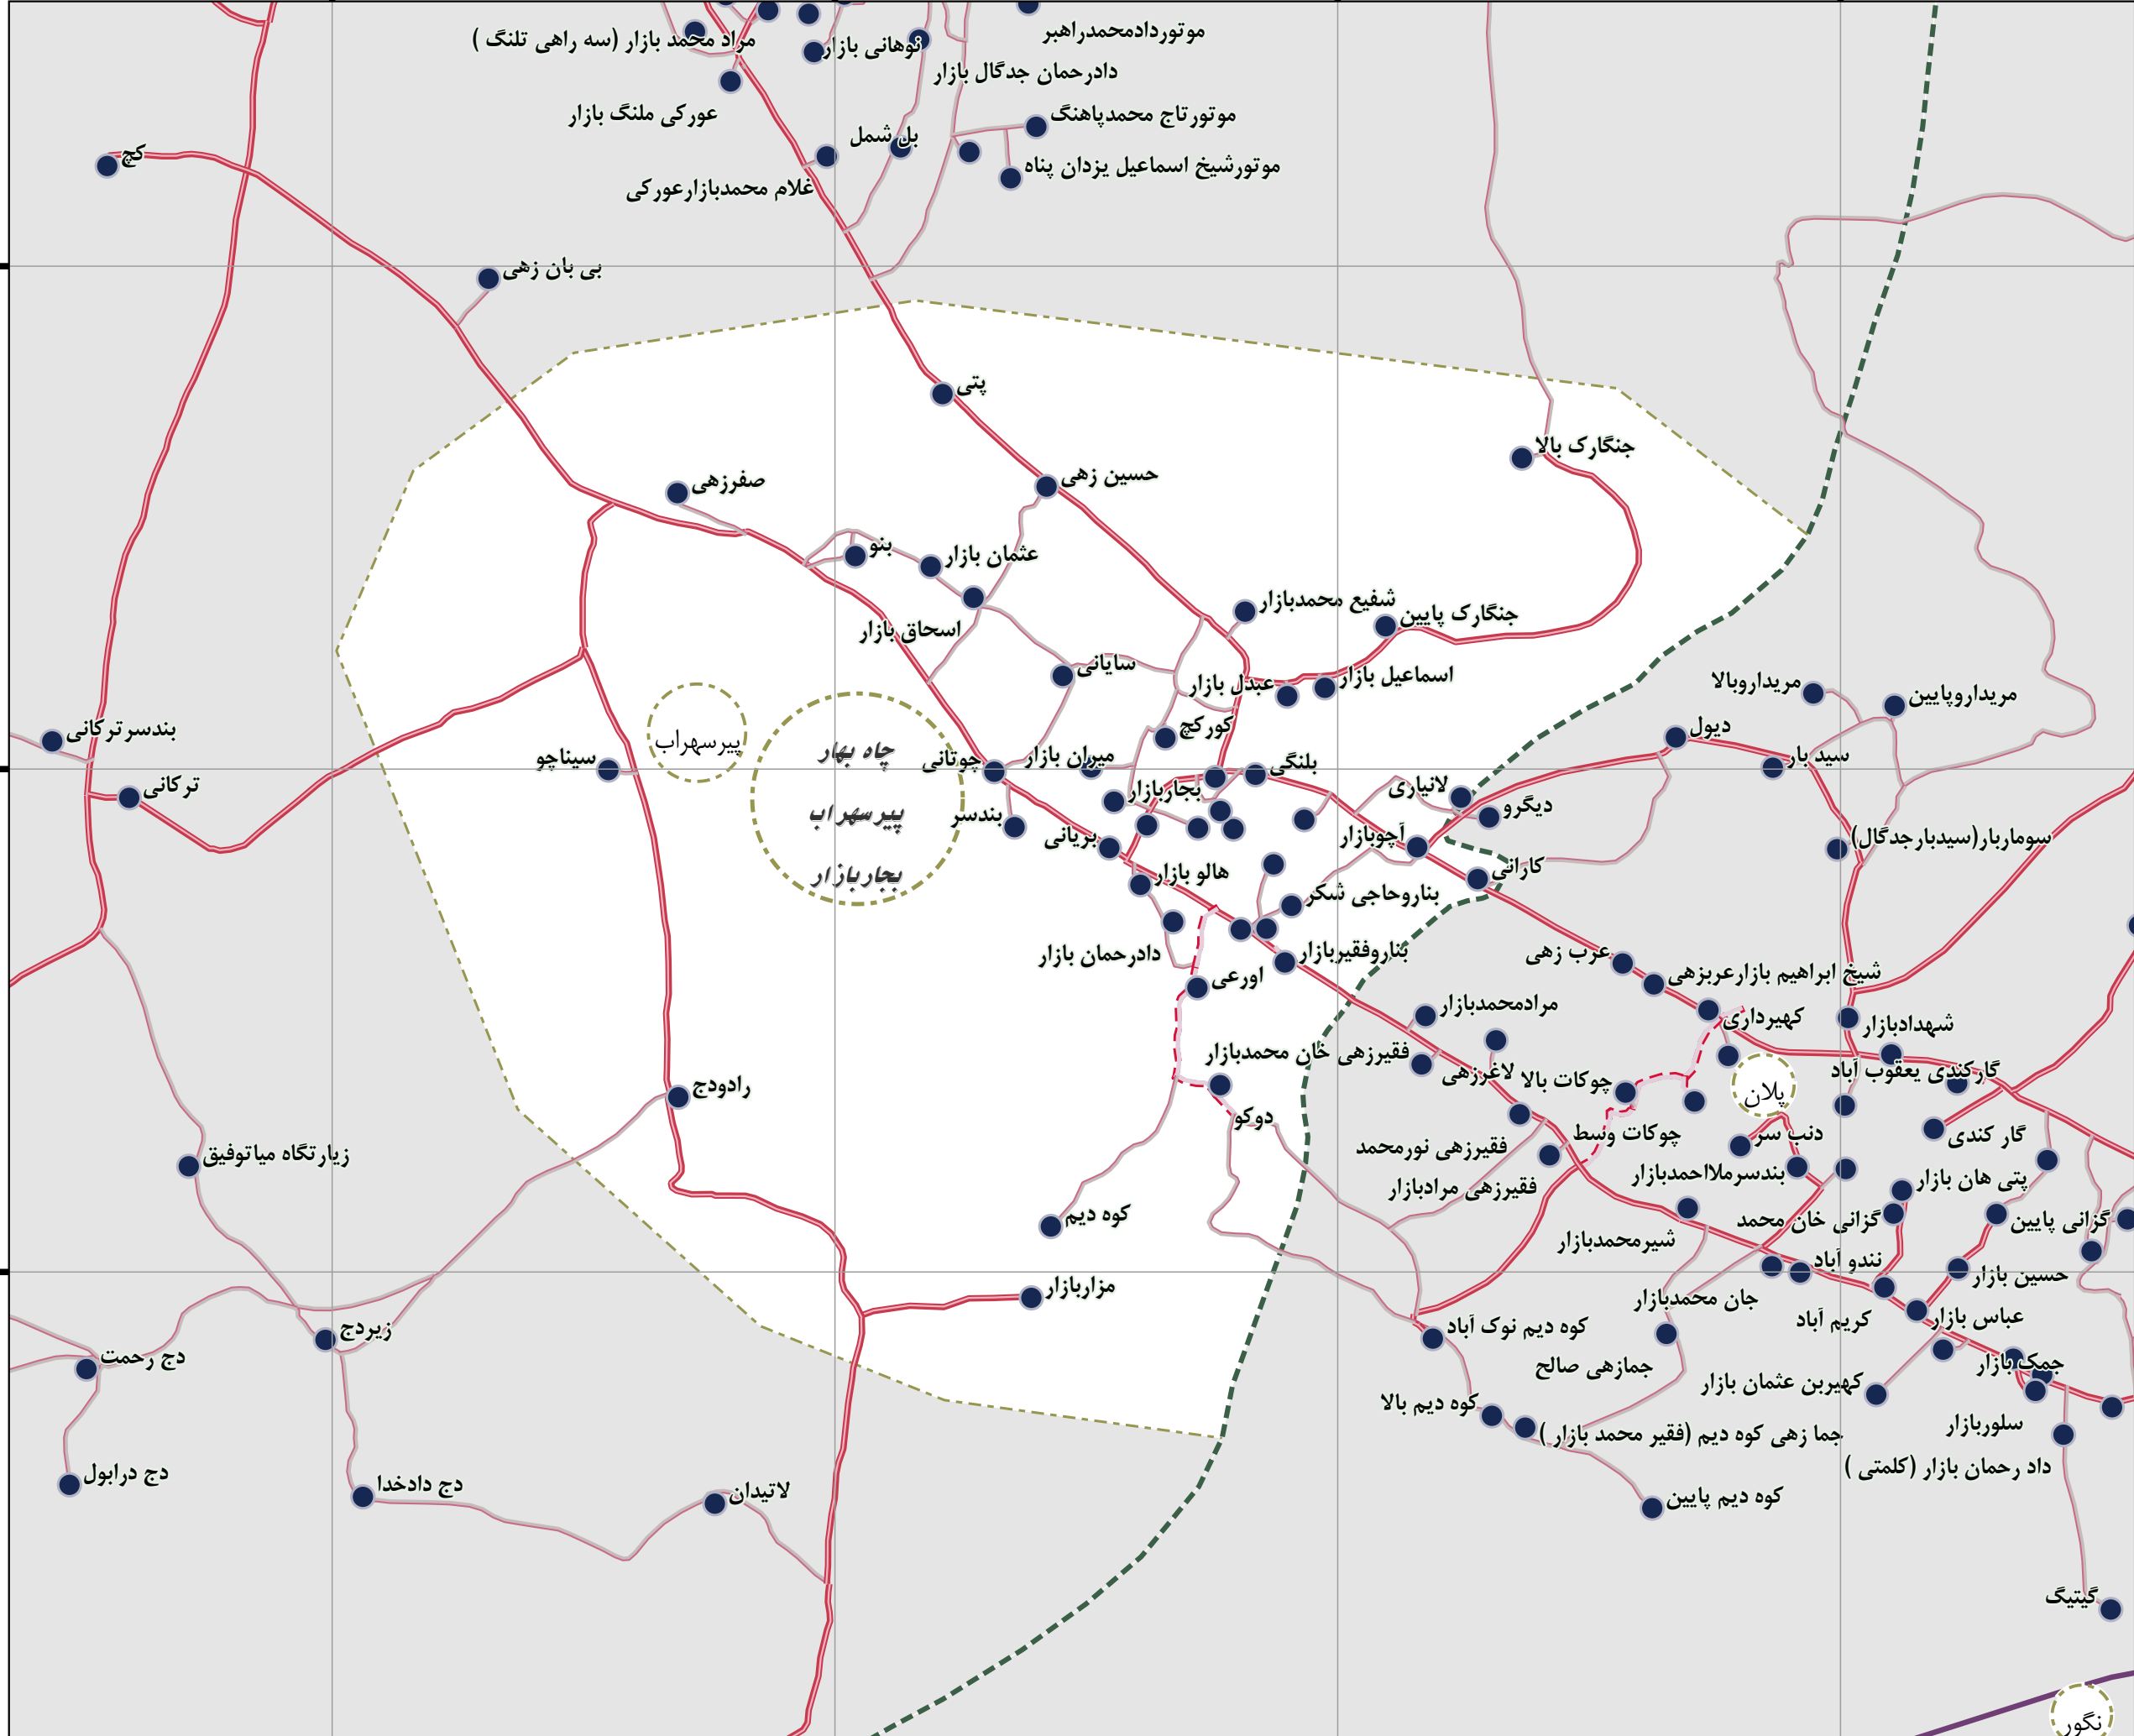 موتوردادمحمدراهبر
مراد محمد بازار (سه راهی تلنگ )
نوهانی بازار
دادرحمان جدگال بازار
عورکی ملنگ بازار
موتورتاج محمدپاهنگ
بل شمل
کچ
موتورشیخ اسماعیل یزدان پناه
غلام محمدبازارعورکی
بی بان زهی
پتی
جنگارک بالا
حسین زهی
صفرزهی
بنو
عثمان بازار
شفیع محمدبازار
جنگارک پایین
اسحاق بازار
سایانی
اسماعیل بازار
عبدل بازار
مریداروبالا
مریداروپایین
کورکچ
دیول
بندسرترکانی
پیرسهراب
چاه بهار
پیرسهراب
بجاربازار
سیناچو
چوتانی
میران بازار
بلنگی
سید بار
ترکانی
بجاربازار
لانیاری
دیگرو
بندسر
بریانی
آچوبازار
سوماربار(سیدبارجدگال)
کارانی
هالو بازار
بناروحاجی شکر
دادرحمان بازار
بناروفقیربازار
عرب زهی
اورعی
شیخ ابراهیم بازارعربزهی
مرادمحمدبازار
کهیرداری
شهدادبازار
فقیرزهی خان محمدبازار
لاغرزهی
چوکات بالا
گارکندی یعقوب آباد
رادودج
پلان
دوکو
چوکات وسط
دنب سر
گار کندی
زیارتگاه میاتوفیق
فقیرزهی نورمحمد
بندسرملااحمدبازار
پتی هان بازار
فقیرزهی مرادبازار
کوه دیم
گزانی خان محمد
گزانی پایین
شیرمحمدبازار
نندو آباد
حسین بازار
مزاربازار
جان محمدبازار
کریم آباد
عباس بازار
زیردج
کوه دیم نوک آباد
دج رحمت
جمازهی صالح
جمک بازار
کهیربن عثمان بازار
کوه دیم بالا
سلوربازار
جما زهی کوه دیم (فقیر محمد بازار )
داد رحمان بازار (کلمتی )
دج درابول
دج دادخدا
لاتیدان
کوه دیم پایین
گیتیگ
نگور